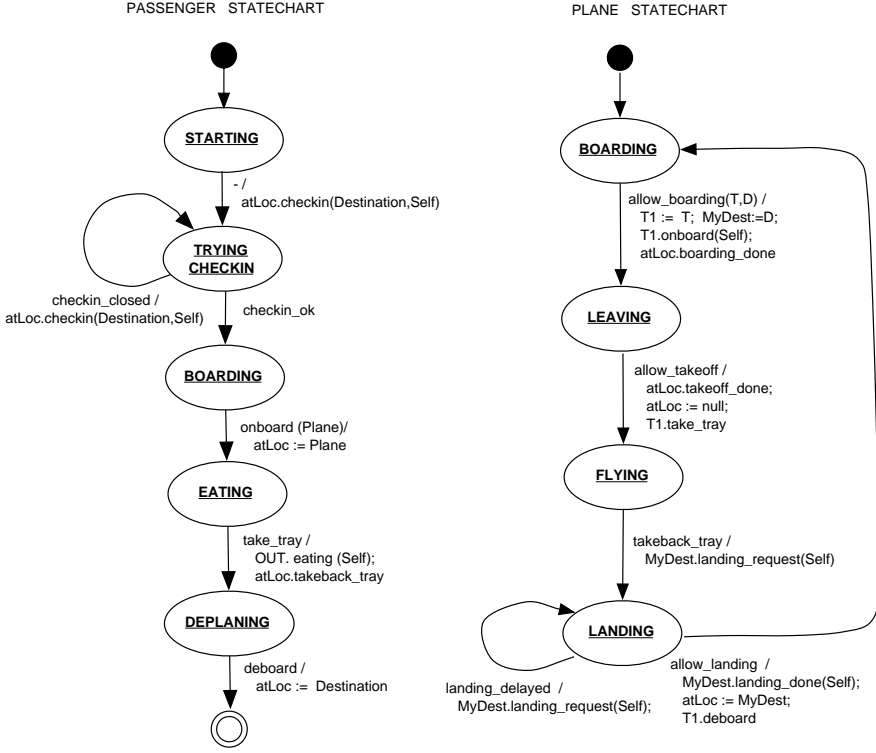 PASSENGER STATECHART
STARTING
- /
atLoc.checkin(Destination,Self)
TRYING
CHECKIN
checkin_closed /
atLoc.checkin(Destination,Self)
checkin_ok
BOARDING
onboard (Plane)/
atLoc := Plane
EATING
take_tray /
OUT. eating (Self);
atLoc.takeback_tray
DEPLANING
deboard /
atLoc := Destination
PLANE STATECHART
BOARDING
allow_boarding(T,D) /
T1 := T; MyDest:=D;
T1.onboard(Self);
atLoc.boarding_done
LEAVING
allow_takeoff /
atLoc.takeoff_done;
atLoc := null;
T1.take_tray
FLYING
takeback_tray /
MyDest.landing_request(Self)
LANDING
landing_delayed /
MyDest.landing_request(Self);
allow_landing /
MyDest.landing_done(Self);
atLoc := MyDest;
T1.deboard